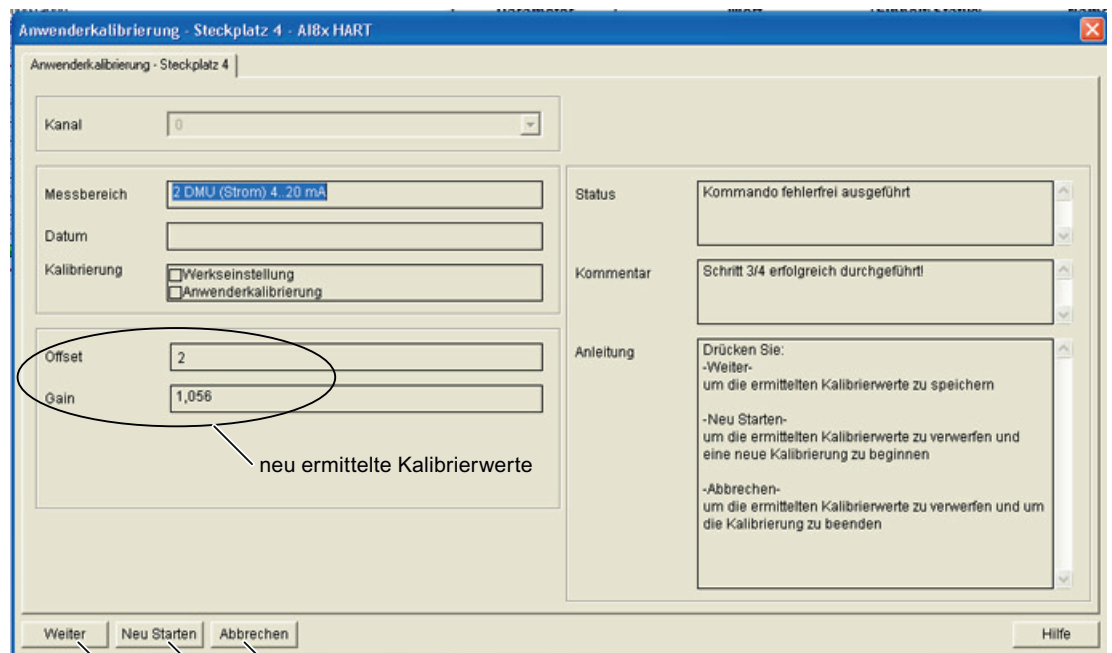 Anwenderkalibrierung - Steckplatz 4 - AI8x HART
Anwenderkalibrierung - Steckplatz 4
Kanal
0
Messbereich
2 DMU (Strom) 4..20 mA
Datum
Kalibrierung
Werkseinstellung
Anwenderkalibrierung
Offset
2
Gain
1,056
neu ermittelte Kalibrierwerte
Status
Kommando fehlerfrei ausgeführt
Kommentar
Schritt 3/4 erfolgreich durchgeführt!
Anleitung
Drücken Sie:
-Weiter-
um die ermittelten Kalibrierwerte zu speichern
-Neu Starten-
um die ermittelten Kalibrierwerte zu verwerfen und
eine neue Kalibrierung zu beginnen
-Abbrechen-
um die ermittelten Kalibrierwerte zu verwerfen und um
die Kalibrierung zu beenden
Weiter
Neu Starten
Abbrechen
Hilfe